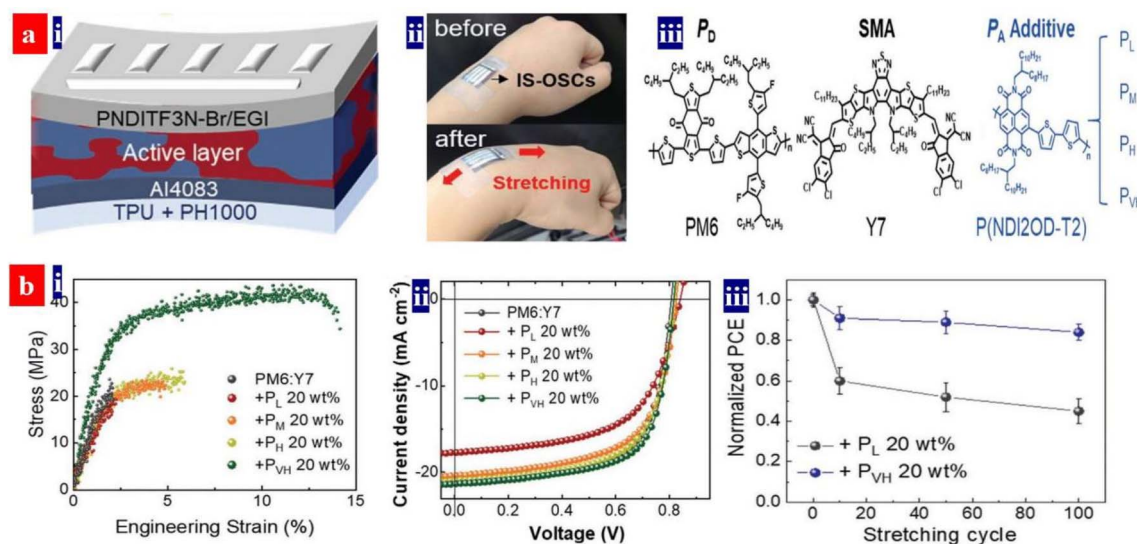 a i
PNDITF3N-Br/EGI
Active layer
AI4083
TPU + PH1000
ii
before
IS-OSCs
after
Stretching
iii
P_D
SMA
P_A Additive
P_L
P_M
P_H
P_VH
PM6
Y7
P(NDI2OD-T2)
b i
Stress (MPa)
40
30
20
10
0
0 5 10 15
Engineering Strain (%)
PM6:Y7
+P_L 20 wt%
+P_M 20 wt%
+P_H 20 wt%
+P_VH 20 wt%
ii
Current density (mA cm⁻²)
0
-10
-20
0.0 0.2 0.4 0.6 0.8
Voltage (V)
PM6:Y7
+ P_L 20 wt%
+ P_M 20 wt%
+ P_H 20 wt%
+ P_VH 20 wt%
iii
Normalized PCE
1.0
0.8
0.6
0.4
0.2
0.0
0 50 100
Stretching cycle
+ P_L 20 wt%
+ P_VH 20 wt%